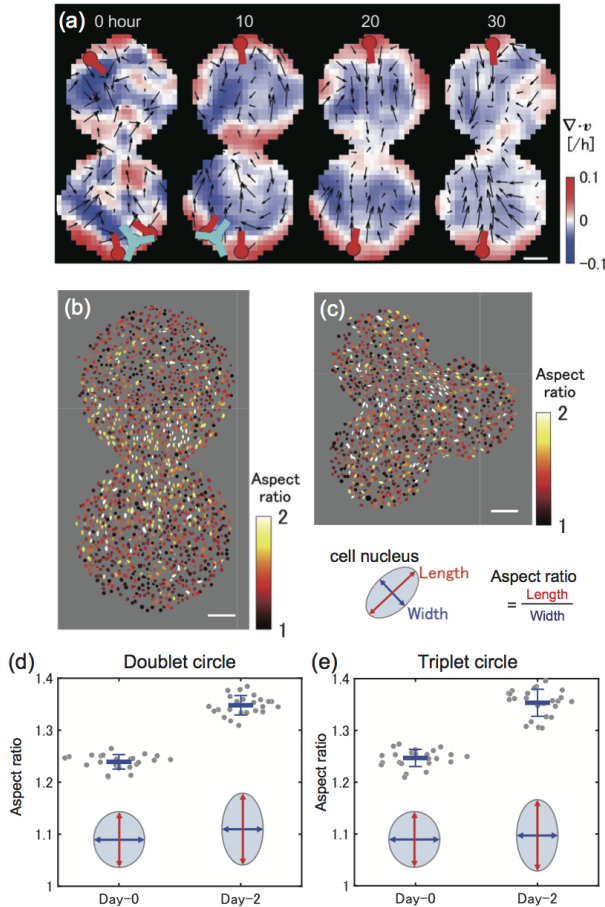 (a) 0 hour 10 20 30
∇·v
[/h]
0.1
0
-0.1
(b)
Aspect
ratio
2
1
(c)
Aspect
ratio
2
1
cell nucleus
Length
Width
Aspect ratio
= Length
Width
(d) Doublet circle
Aspect ratio
1.4
1.3
1.2
1.1
1
Day-0 Day-2
(e) Triplet circle
Aspect ratio
1.4
1.3
1.2
1.1
1
Day-0 Day-2